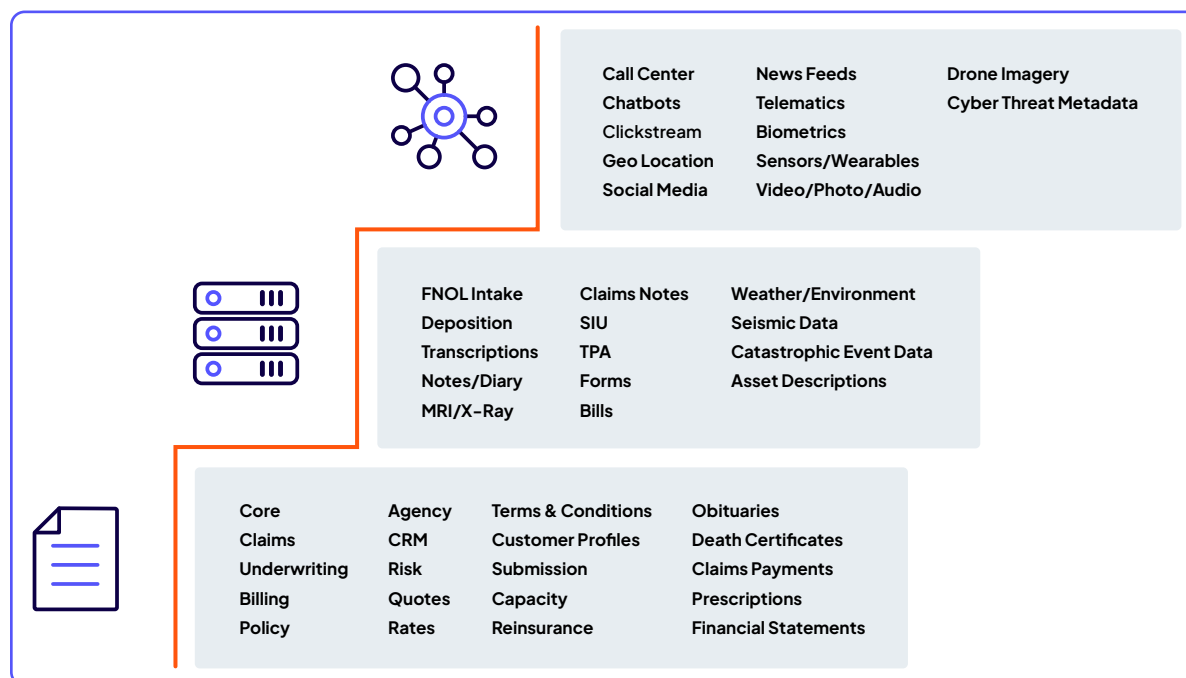 Call Center
Chatbots
Clickstream
Geo Location
Social Media
News Feeds
Telematics
Biometrics
Sensors/Wearables
Video/Photo/Audio
Drone Imagery
Cyber Threat Metadata
FNOL Intake
Deposition
Transcriptions
Notes/Diary
MRI/X-Ray
Claims Notes
SIU
TPA
Forms
Bills
Weather/Environment
Seismic Data
Catastrophic Event Data
Asset Descriptions
Core
Claims
Underwriting
Billing
Policy
Agency
CRM
Risk
Quotes
Rates
Terms & Conditions
Customer Profiles
Submission
Capacity
Reinsurance
Obituaries
Death Certificates
Claims Payments
Prescriptions
Financial Statements